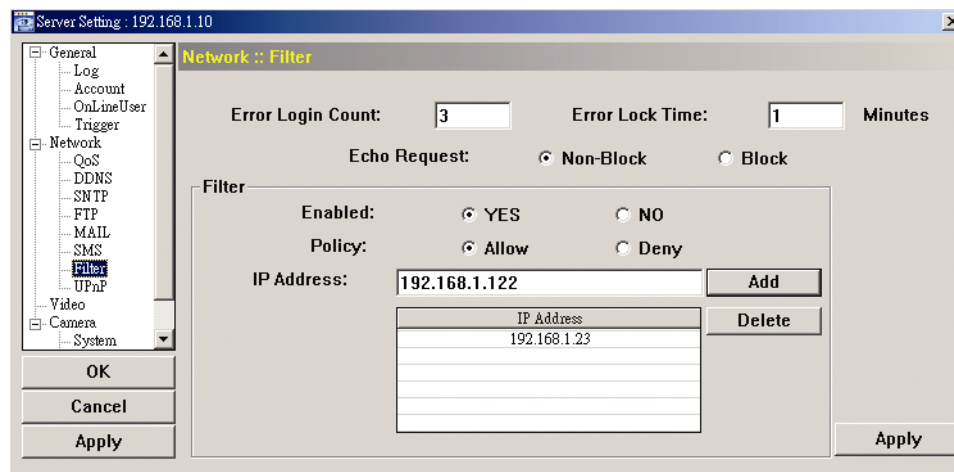 Server Setting : 192.168.1.10
General
Log
Account
OnLineUser
Trigger
Network
QoS
DDNS
SNTP
FTP
MAIL
SMS
Filter
UPnP
Video
Camera
System
OK
Cancel
Apply
Network :: Filter
Error Login Count: 3 Error Lock Time: 1 Minutes
Echo Request: Non-Block Block
Filter
Enabled: YES NO
Policy: Allow Deny
IP Address: 192.168.1.122 Add
IP Address Delete
192.168.1.23
Apply